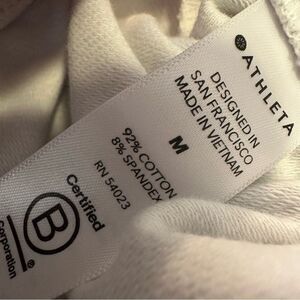 ATHLETA
DESIGNED IN
SAN FRANCISCO
MADE IN VIETNAM
M
92% COTTON
8% SPANDEX
RN 54023
Certified
B
®
Corporation